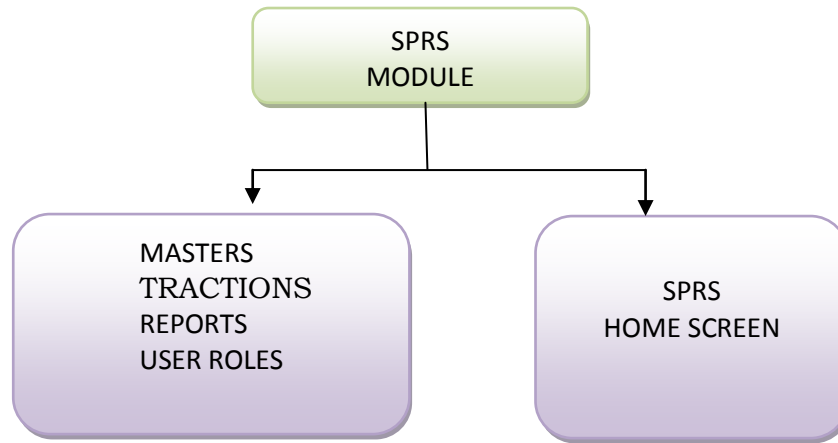 SPRS
MODULE
MASTERS
TRACTIONS
REPORTS
USER ROLES
SPRS
HOME SCREEN